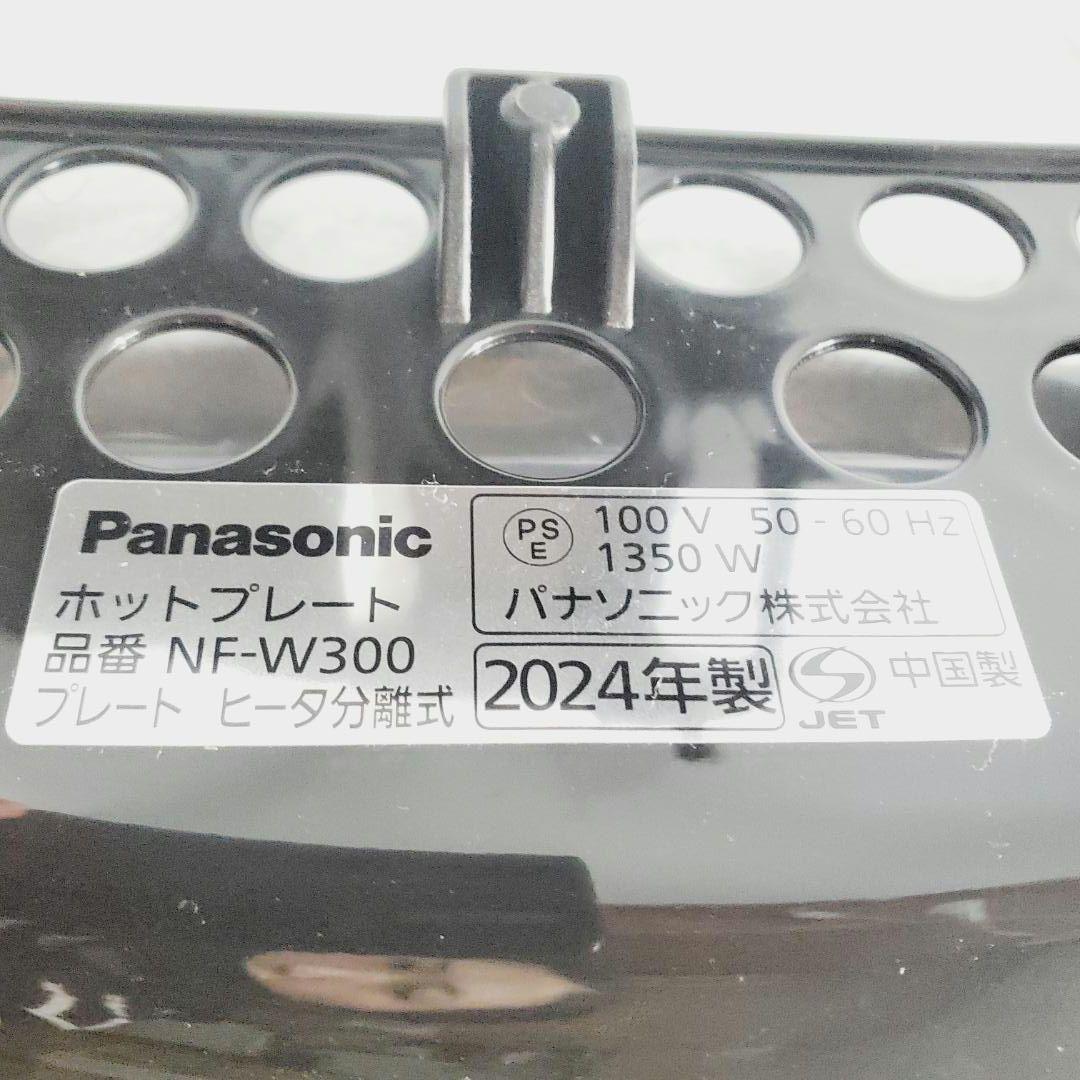 Panasonic
ホットプレート
品番 NF-W300
プレート ヒータ分離式
PS
E
100 V 50 - 60 Hz
1350 W
パナソニック株式会社
2024年製
JET
中国製